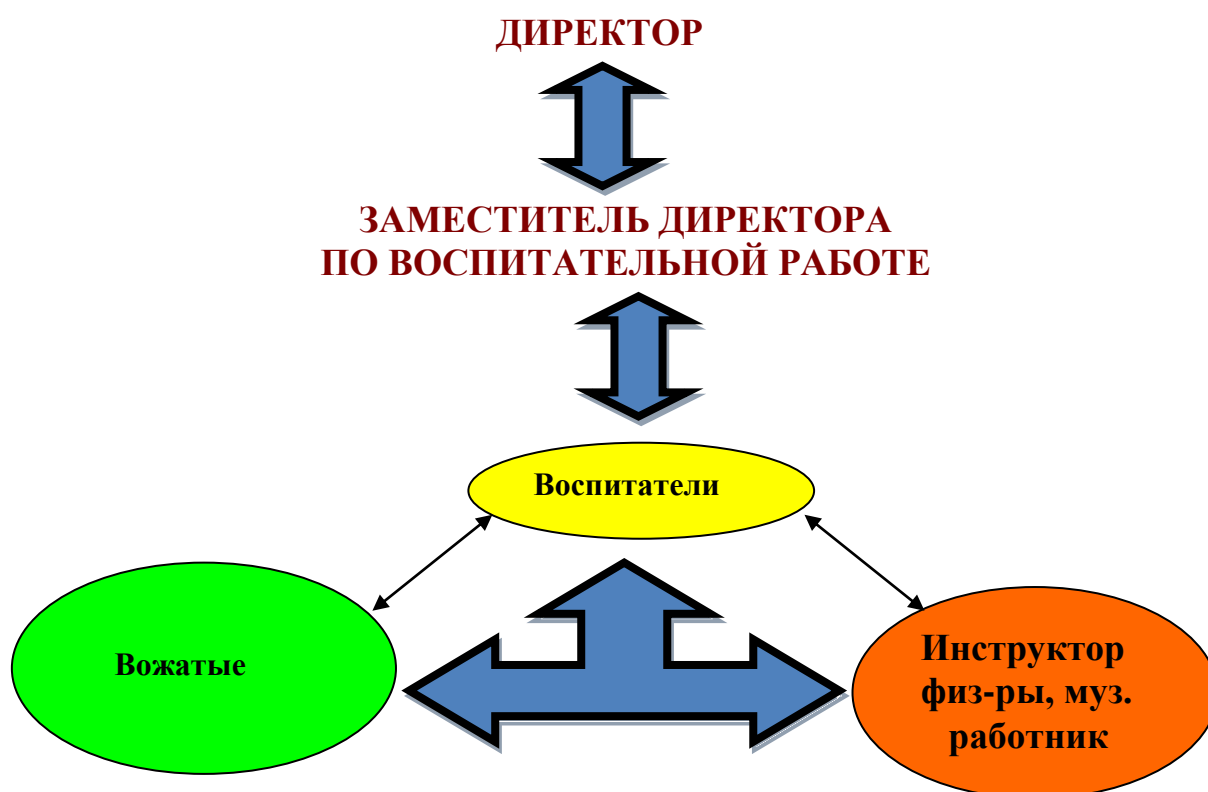 ДИРЕКТОР
ЗАМЕСТИТЕЛЬ ДИРЕКТОРА
ПО ВОСПИТАТЕЛЬНОЙ РАБОТЕ
Воспитатели
Вожатые
Инструктор
физ-ры, муз.
работник